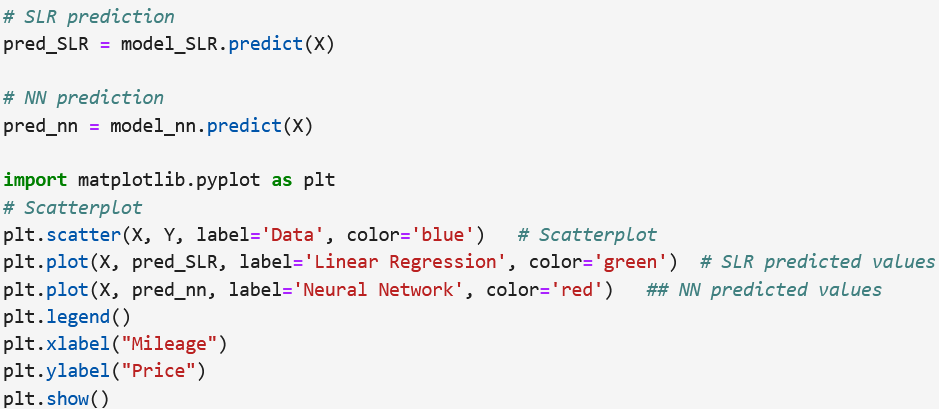 # SLR prediction
pred_SLR = model_SLR.predict(X)
# NN prediction
pred_nn = model_nn.predict(X)
import matplotlib.pyplot as plt
# Scatterplot
plt.scatter(X, Y, label='Data', color='blue')   # Scatterplot
plt.plot(X, pred_SLR, label='Linear Regression', color='green')  # SLR predicted values
plt.plot(X, pred_nn, label='Neural Network', color='red')   ## NN predicted values
plt.legend()
plt.xlabel("Mileage")
plt.ylabel("Price")
plt.show()